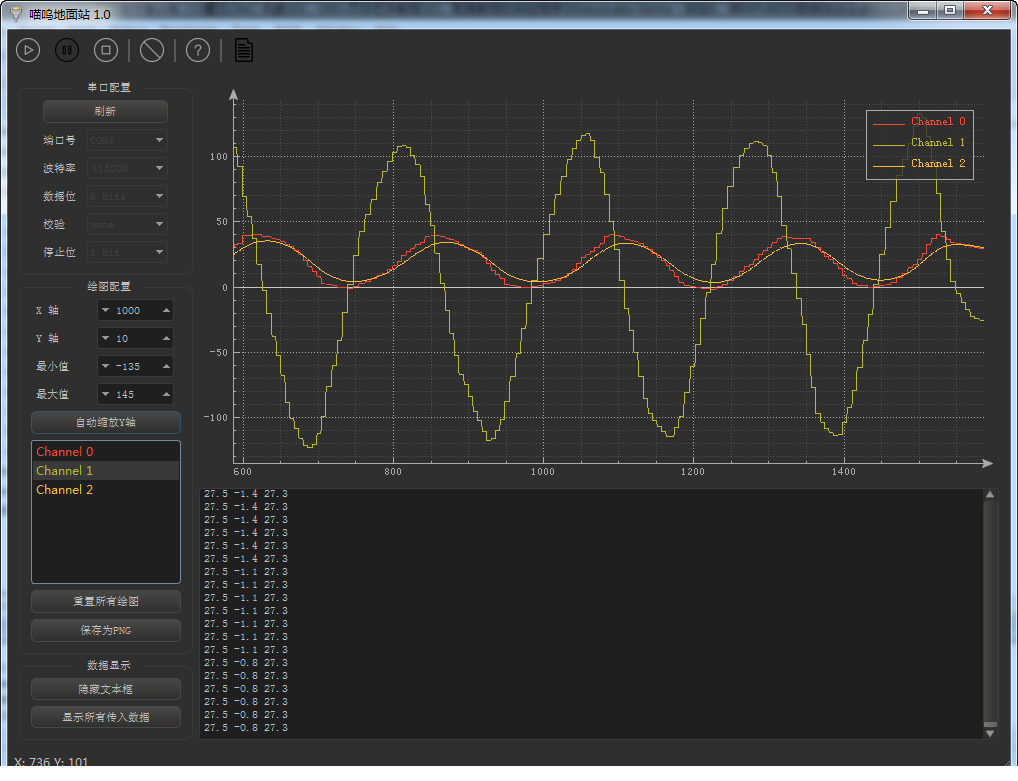 喵呜地面站 1.0
串口配置
刷新
端口号 COM4
波特率 115200
数据位 8 bits
校验 none
停止位 1 bit
绘图配置
X 轴 1000
Y 轴 10
最小值 -135
最大值 145
自动缩放Y轴
Channel 0
Channel 1
Channel 2
重置所有绘图
保存为PNG
数据显示
隐藏文本框
显示所有传入数据
Channel 0
Channel 1
Channel 2
100
50
0
-50
-100
600 800 1000 1200 1400
27.5 -1.4 27.3
27.5 -1.4 27.3
27.5 -1.4 27.3
27.5 -1.4 27.3
27.5 -1.4 27.3
27.5 -1.4 27.3
27.5 -1.1 27.3
27.5 -1.1 27.3
27.5 -1.1 27.3
27.5 -1.1 27.3
27.5 -1.1 27.3
27.5 -1.1 27.3
27.5 -1.1 27.3
27.5 -0.8 27.3
27.5 -0.8 27.3
27.5 -0.8 27.3
27.5 -0.8 27.3
27.5 -0.8 27.3
27.5 -0.8 27.3
X: 736 Y: 101